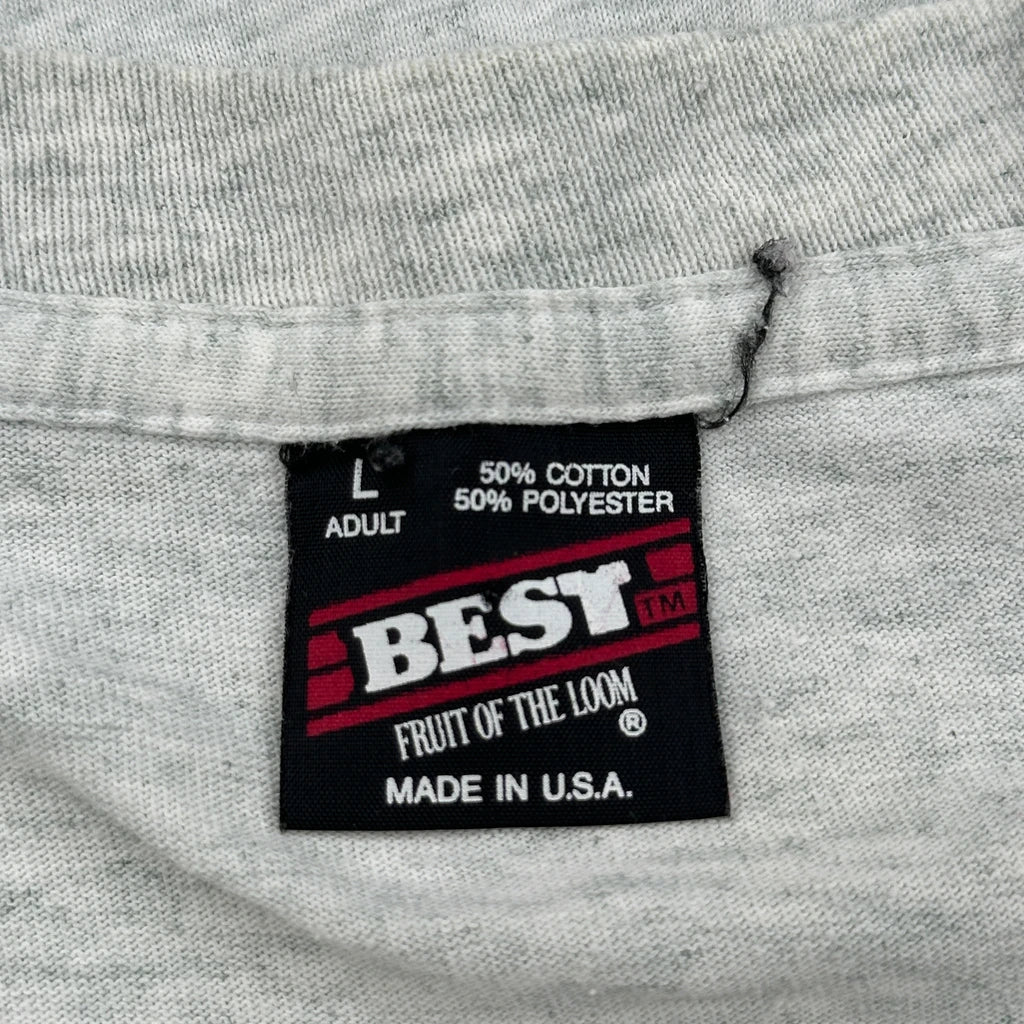 L
ADULT
50% COTTON
50% POLYESTER
BEST TM
FRUIT OF THE LOOM
®
MADE IN U.S.A.